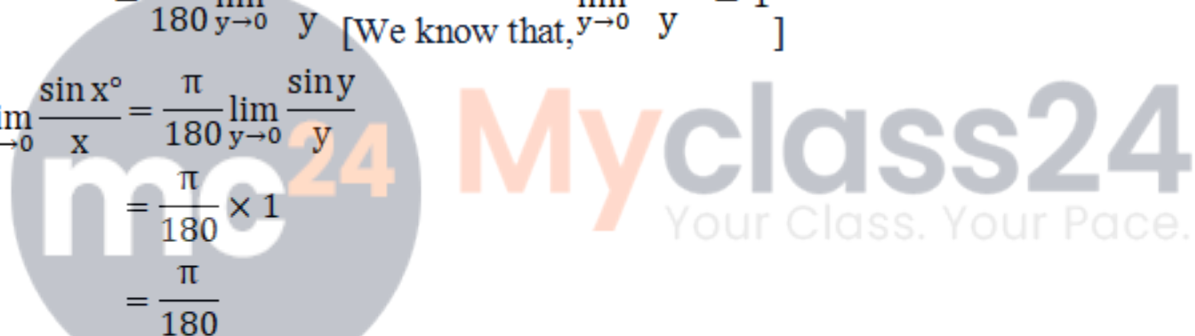 180 y→0 y [We know that, y→0 y ]
sin x° / x = π/180 lim y→0 sin y / y
= π/180 × 1
= π/180
mc24
Myclass24
Your Class. Your Pace.